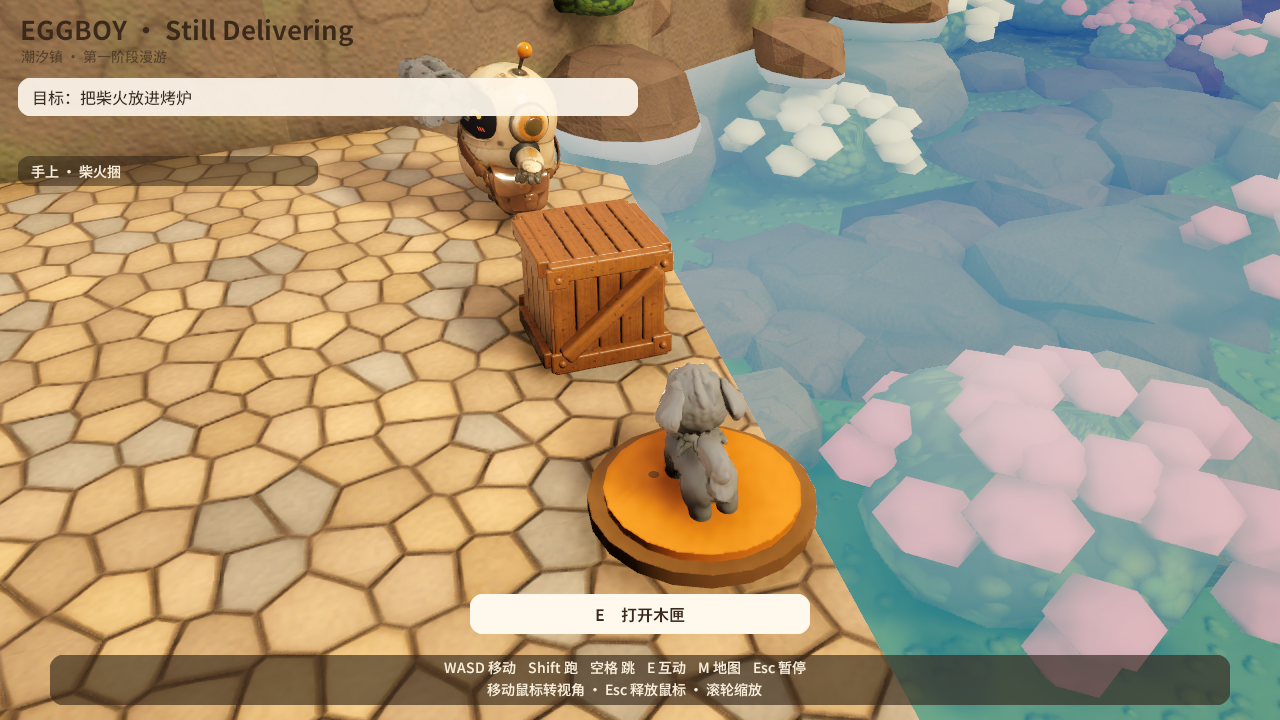 EGGBOY · Still Delivering
潮汐镇 · 第一阶段漫游
目标：把柴火放进烤炉
手上 · 柴火捆
E 打开木匣
WASD 移动 Shift 跑 空格 跳 E 互动 M 地图 Esc 暂停
移动鼠标转视角 · Esc 释放鼠标 · 滚轮缩放